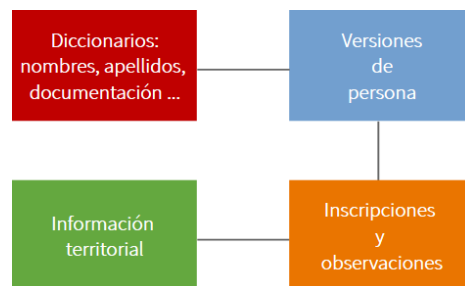 Diccionarios:
nombres, apellidos,
documentación ...
Versiones
de
persona
Información
territorial
Inscripciones
y
observaciones